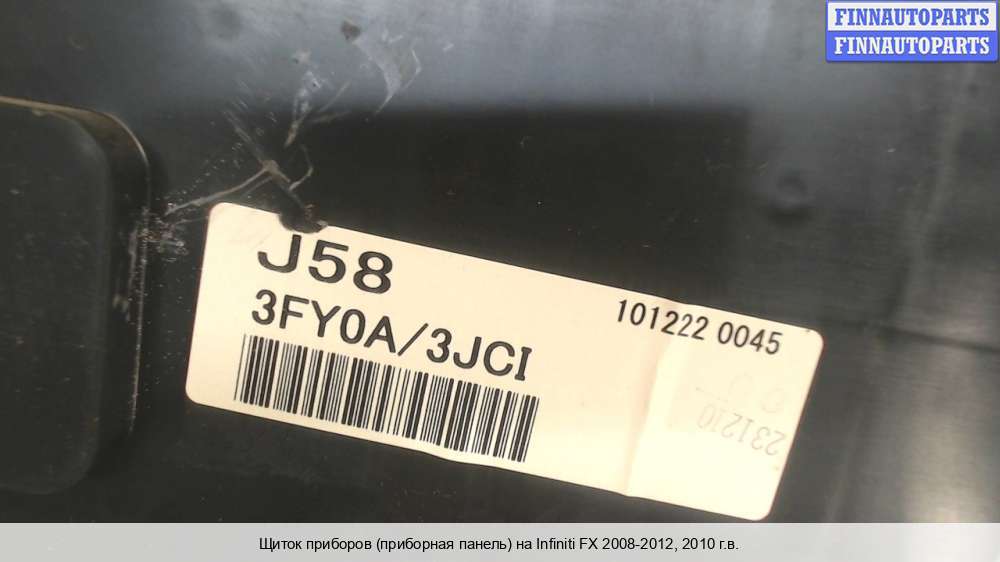 FINNAUTOPARTS
FINNAUTOPARTS
J58
3FY0A/3JCI
101222 0045
231210
Щиток приборов (приборная панель) на Infiniti FX 2008-2012, 2010 г.в.